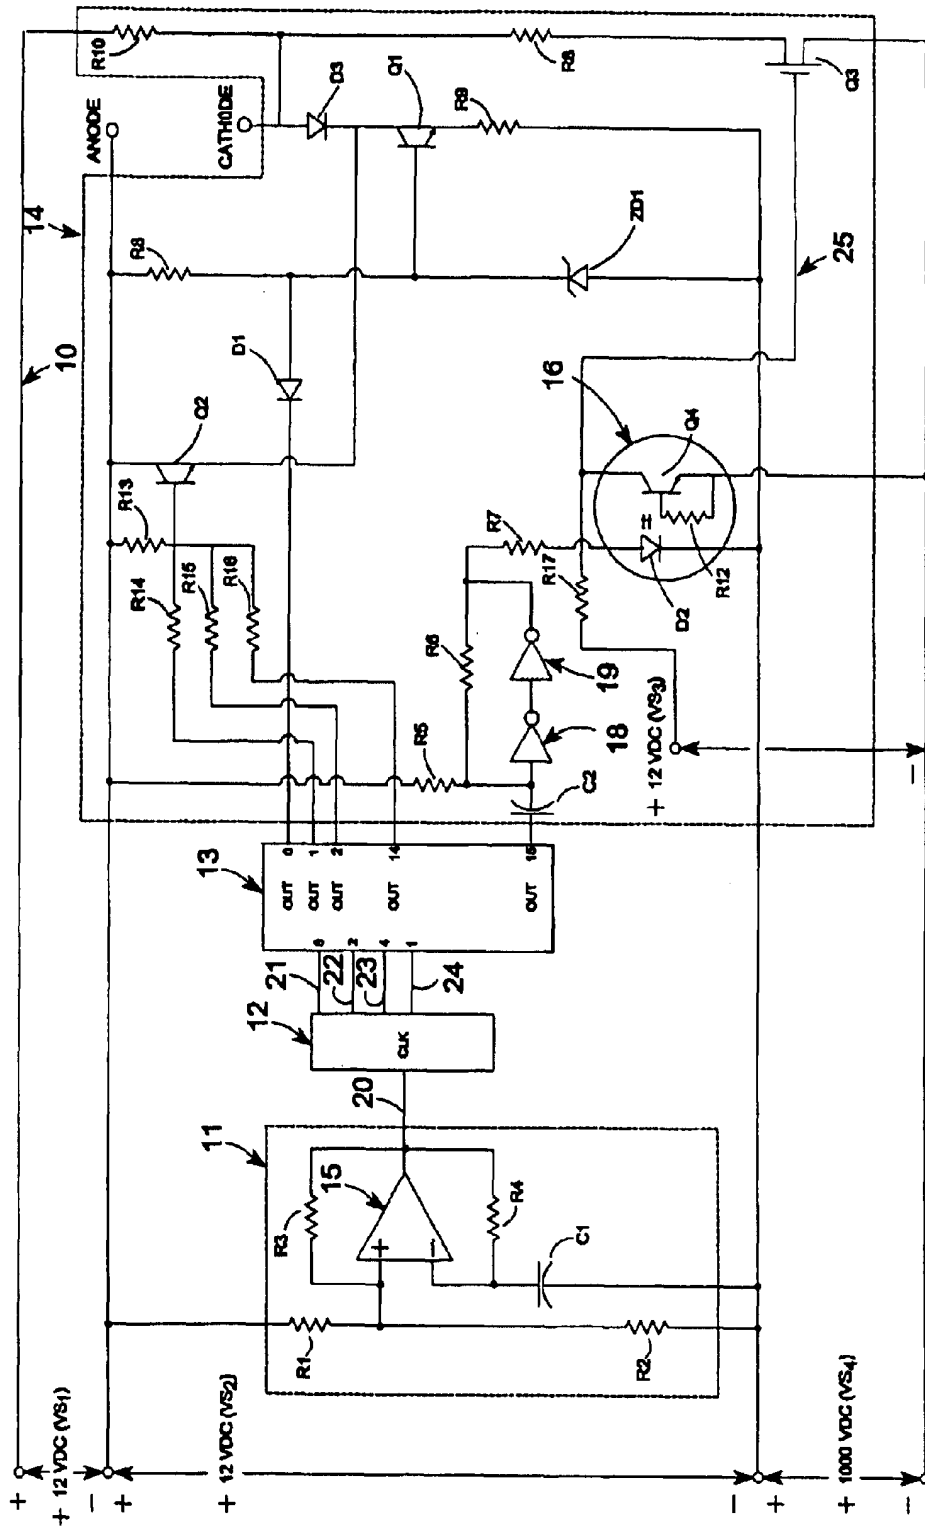 + 12 VDC (VS1)
+
-
+ 12 VDC (VS2)
+
-
+ 1000 VDC (VS4)
+
-
10
14
11
R1
R2
R3
15
+
-
R4
C1
20
12
CLK
21
22
23
24
13
8
2
4
1
OUT 0
OUT 1
OUT 2
OUT 14
OUT 15
R13
R14
R15
R16
Q2
D1
R8
ANODE
CATHODE
R10
D3
Q1
R9
R6
ZD1
Q3
25
16
Q4
R12
D2
R7
R17
R6
R5
18
19
C2
+ 12 VDC (VS3)
-